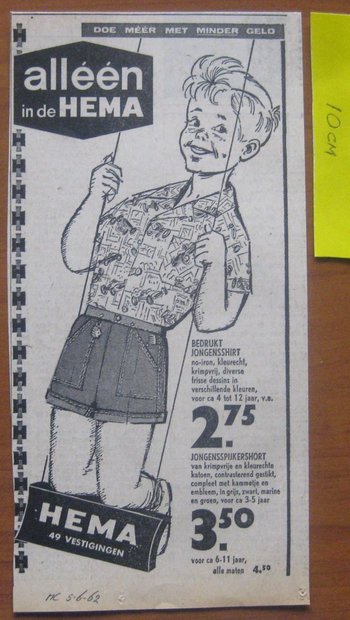 DOE MÉÉR MET MINDER GELD
alléén
in de HEMA
10CM
BEDRUKT
JONGENSSHIRT
no-iron, kleurecht,
krimpvrij, diverse
frisse dessins in
verschillende kleuren,
voor ca 4 tot 12 jaar, v.a.
2.75
JONGENSSPIJKERSHORT
van krimpvrije en kleurechte
katoen, contrasterend gestikt,
compleet met kammetje en
embleem, in grijs, zwart, marine
en groen, voor ca 3-5 jaar
3.50
voor ca 6-11 jaar,
alle maten 4.50
HEMA
49 VESTIGINGEN
5-6-62